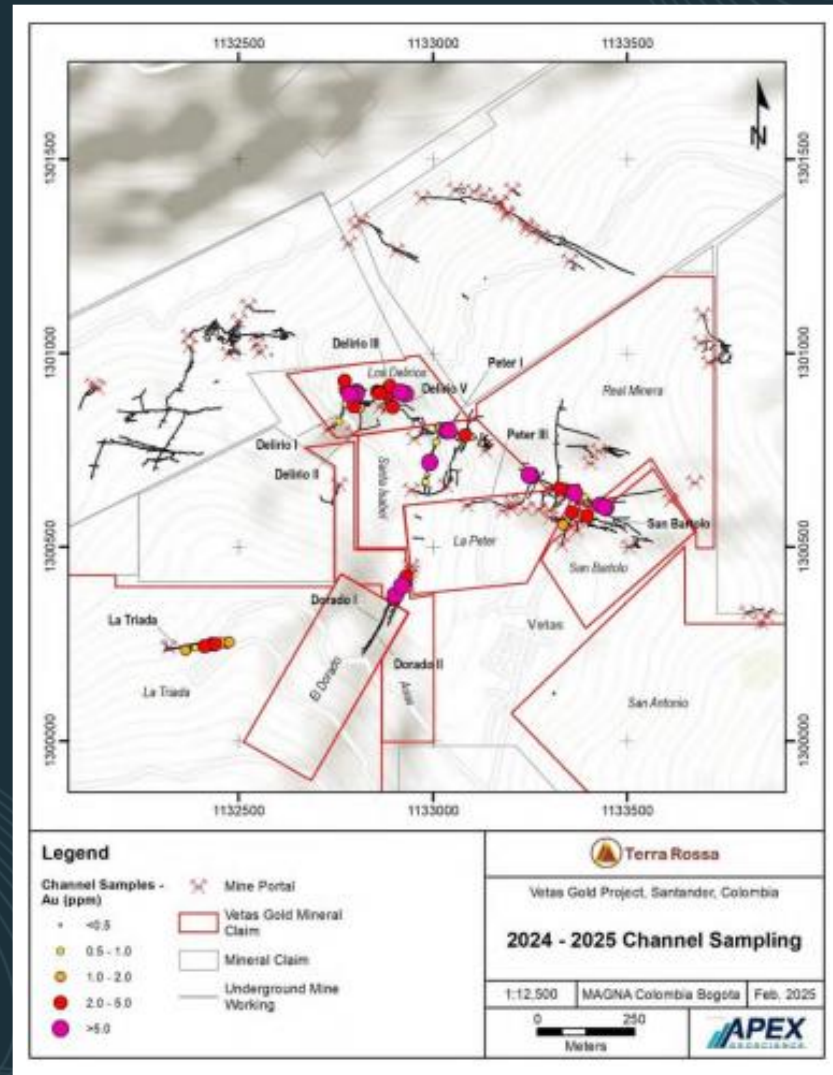 1132500 1133000 1133500
N
1301500 1301500
1301000 1301000
1300500 1300500
1300000 1300000
Delirio III
Los Delirios
Delirio V
Peter I
Real Minera
Delirio I
Peter III
Delirio II
Santa Isabel
San Bartolo
La Peter
San Bartolo
Dorado I
Vetas
La Triada
El Dorado
Dorado II
La Triada
San Antonio
1132500 1133000 1133500
Legend
Channel Samples -
Au (ppm)
<0.5
0.5 - 1.0
1.0 - 2.0
2.0 - 5.0
>5.0
Mine Portal
Vetas Gold Mineral
Claim
Mineral Claim
Underground Mine
Working
Terra Rossa
Vetas Gold Project, Santander, Colombia
2024 - 2025 Channel Sampling
1:12,500 MAGNA Colombia Bogota Feb. 2025
0 250
Meters
APEX
GEOSCIENCE